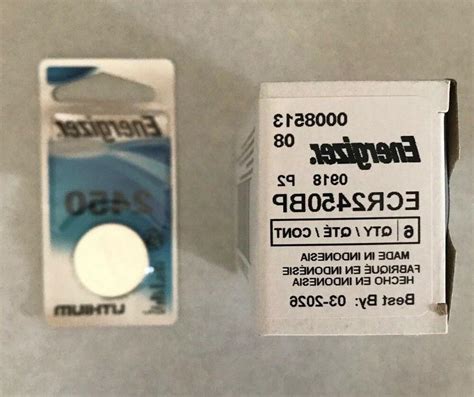 Energizer
2450
LITHIUM
0008513
08
Energizer.
0918 P2
ECR2450BP
6 QTY / QTÉ / CONT
MADE IN INDONESIA
FABRIQUÉ EN INDONÉSIE
HECHO EN INDONESIA
Best By: 03-2026